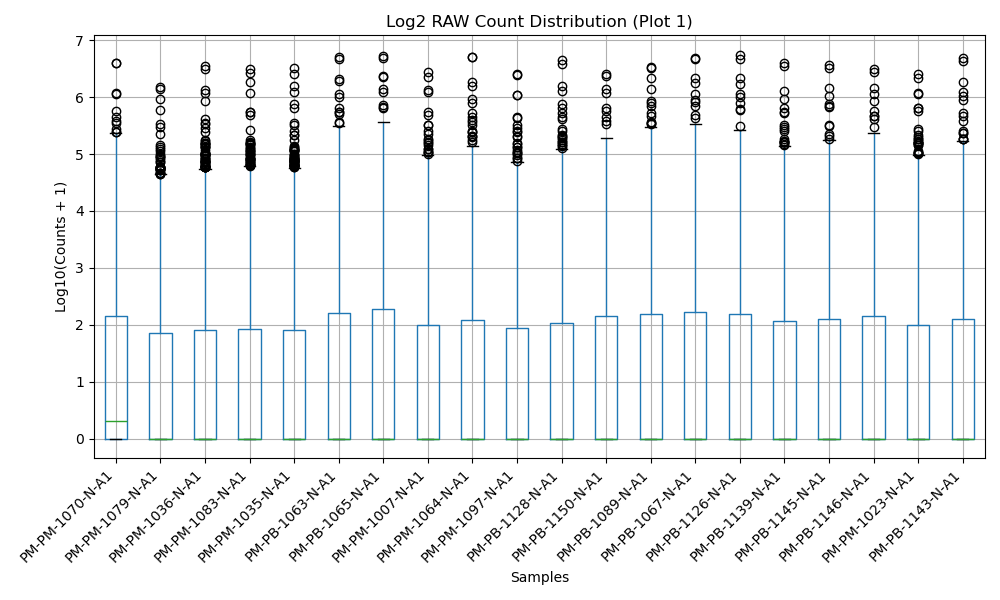 Log2 RAW Count Distribution (Plot 1)
Log10(Counts + 1)
7
6
5
4
3
2
1
0
PM-PM-1070-N-A1
PM-PM-1079-N-A1
PM-PM-1036-N-A1
PM-PM-1083-N-A1
PM-PM-1035-N-A1
PM-PB-1063-N-A1
PM-PB-1065-N-A1
PM-PM-1007-N-A1
PM-PM-1064-N-A1
PM-PM-1097-N-A1
PM-PB-1128-N-A1
PM-PB-1150-N-A1
PM-PB-1089-N-A1
PM-PB-1067-N-A1
PM-PB-1126-N-A1
PM-PB-1139-N-A1
PM-PB-1145-N-A1
PM-PB-1146-N-A1
PM-PM-1023-N-A1
PM-PB-1143-N-A1
Samples